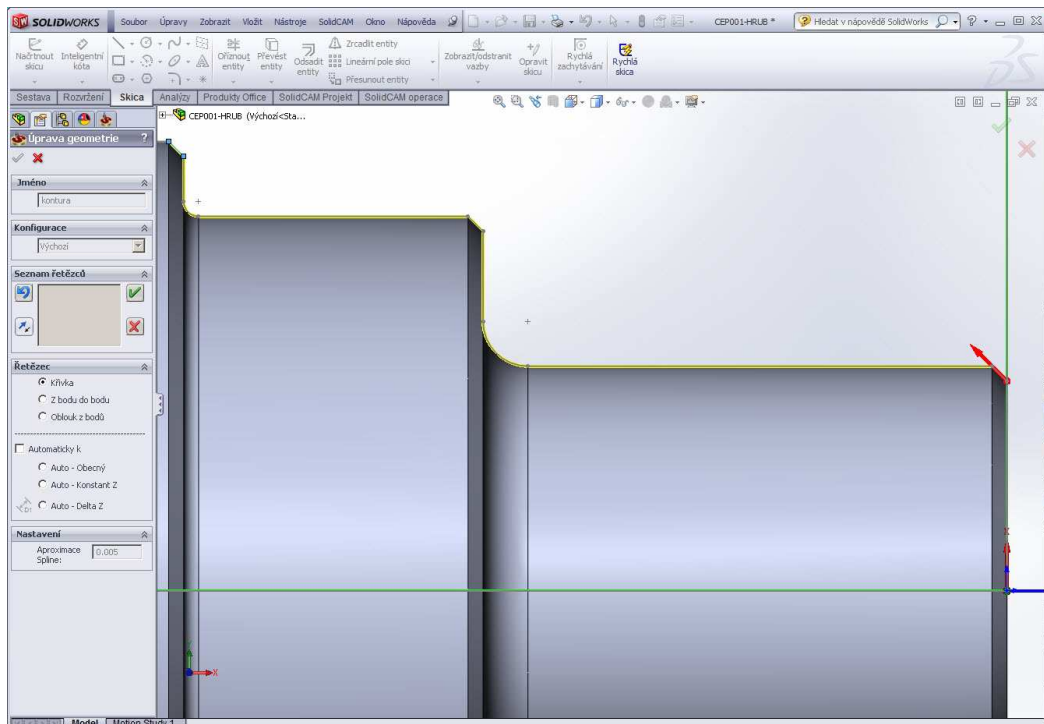 SOLIDWORKS Soubor Úpravy Zobrazit Vložit Nástroje SolidCAM Okno Nápověda CEP001-HRUB * Hledat v nápovědě SolidWorks
Načrtnout skicu
Inteligentní kóta
Oříznout entity
Převést entity
Odsadit entity
Zrcadlit entity
Lineární pole skici
Přesunout entity
Zobrazit/odstranit vazby
Opravit skicu
Rychlá zachytávání
Rychlá skica
Sestava Rozvržení Skica Analýzy Produkty Office SolidCAM Projekt SolidCAM operace
CEP001-HRUB (Výchozí<Sta...
Úprava geometrie ?
Jméno
kontura
Konfigurace
Výchozí
Seznam řetězců
Řetězec
Křivka
Z bodu do bodu
Oblouk z bodů
Automaticky k
Auto - Obecný
Auto - Konstant Z
Auto - Delta Z
Nastavení
Aproximace Spline:
0.005
X
Y
X
Model Motion Study 1